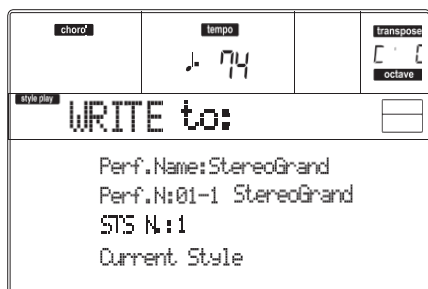 chord tempo transpose
♩. 74 C C
octave
style play
WRITE to:
Perf.Name:StereoGrand
Perf.N:01-1 StereoGrand
STS N.:1
Current Style